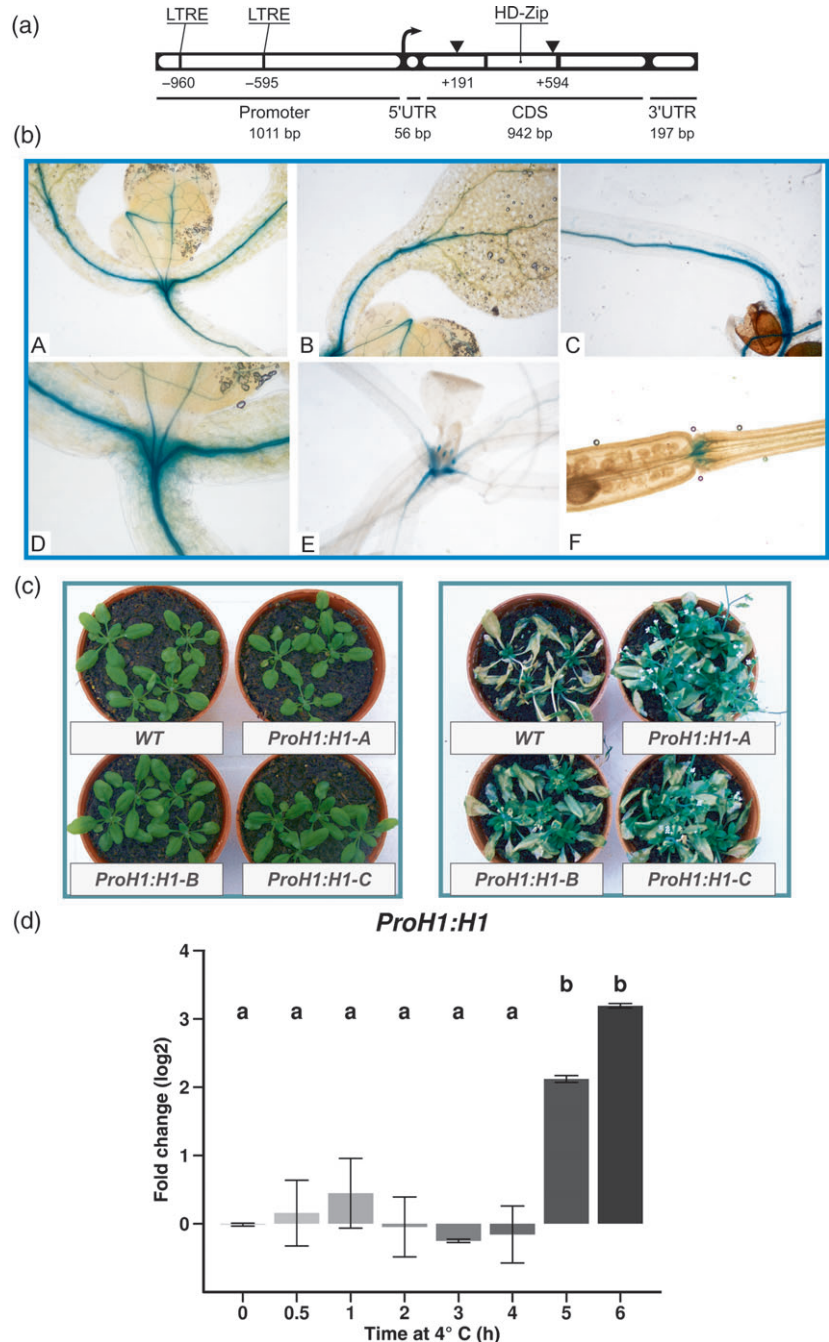 (a)
LTRE LTRE HD-Zip
–960 –595 +191 +594
Promoter 5'UTR CDS 3'UTR
1011 bp 56 bp 942 bp 197 bp
(b)
A B C
D E F
(c)
WT ProH1:H1-A WT ProH1:H1-A
ProH1:H1-B ProH1:H1-C ProH1:H1-B ProH1:H1-C
(d)
ProH1:H1
Fold change (log2)
4
3
2
1
0
a a a a a a b b
0 0.5 1 2 3 4 5 6
Time at 4° C (h)